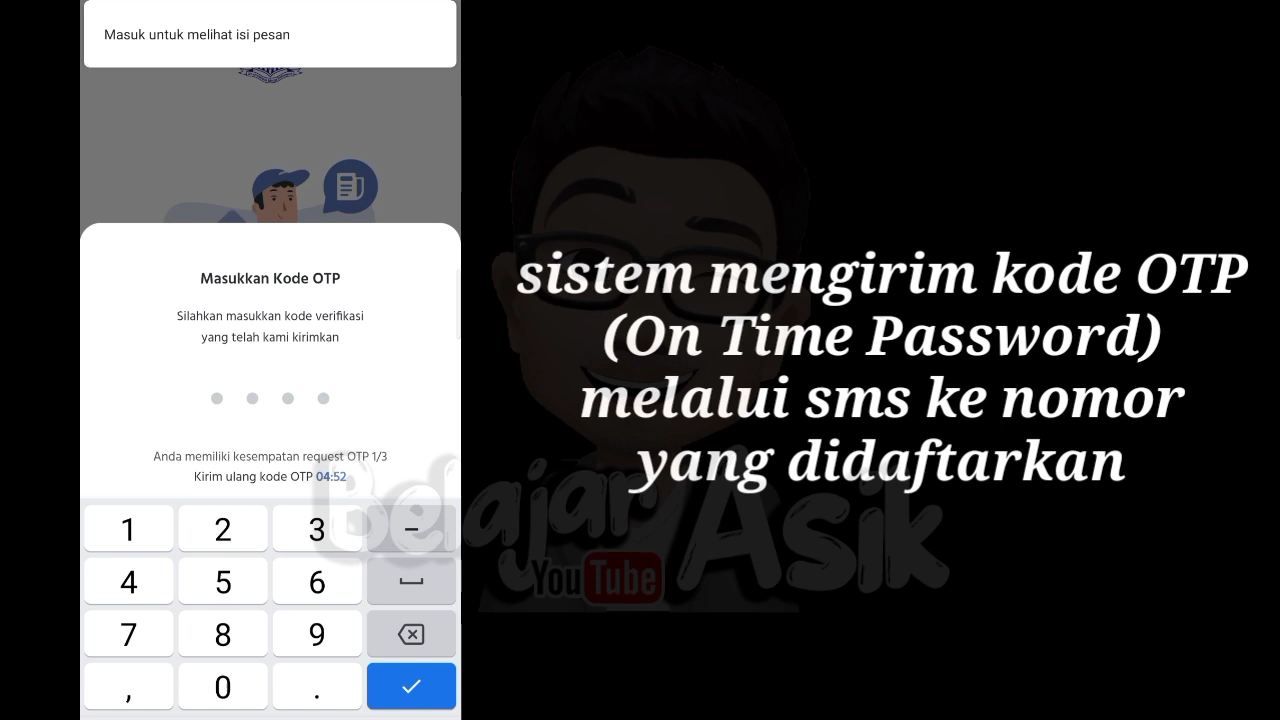 Masuk untuk melihat isi pesan
Masukkan Kode OTP
Silahkan masukkan kode verifikasi
yang telah kami kirimkan
Anda memiliki kesempatan request OTP 1/3
Kirim ulang kode OTP 04:52
1 2 3 –
4 5 6
7 8 9
, 0 .
sistem mengirim kode OTP
(On Time Password)
melalui sms ke nomor
yang didaftarkan
Belajar Asik
YouTube